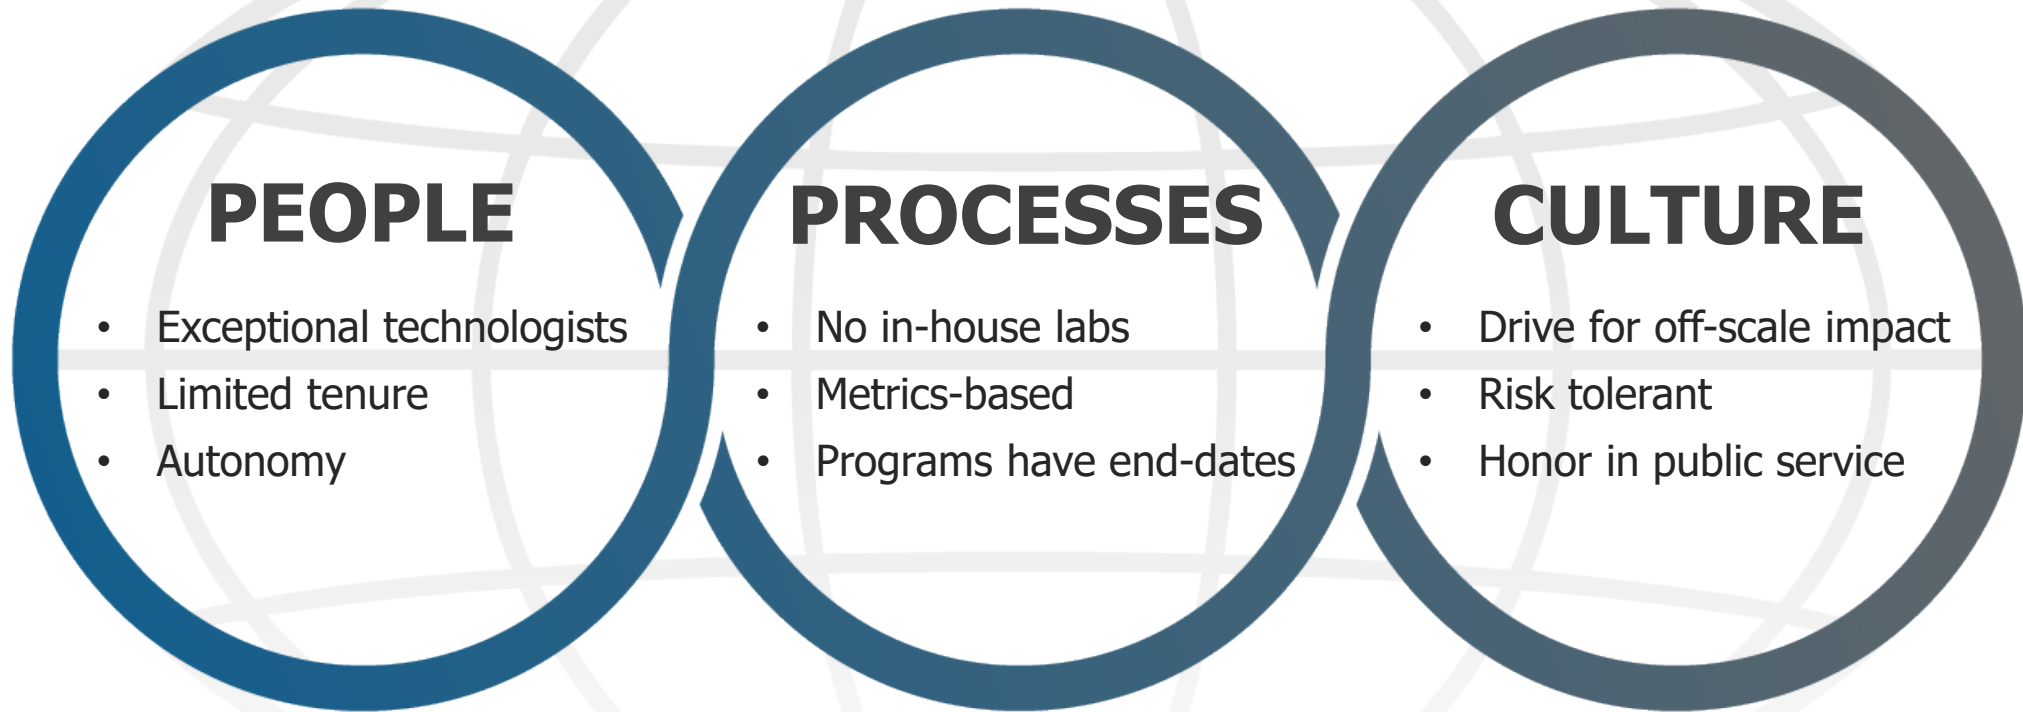 PEOPLE
• Exceptional technologists
• Limited tenure
• Autonomy
PROCESSES
• No in-house labs
• Metrics-based
• Programs have end-dates
CULTURE
• Drive for off-scale impact
• Risk tolerant
• Honor in public service